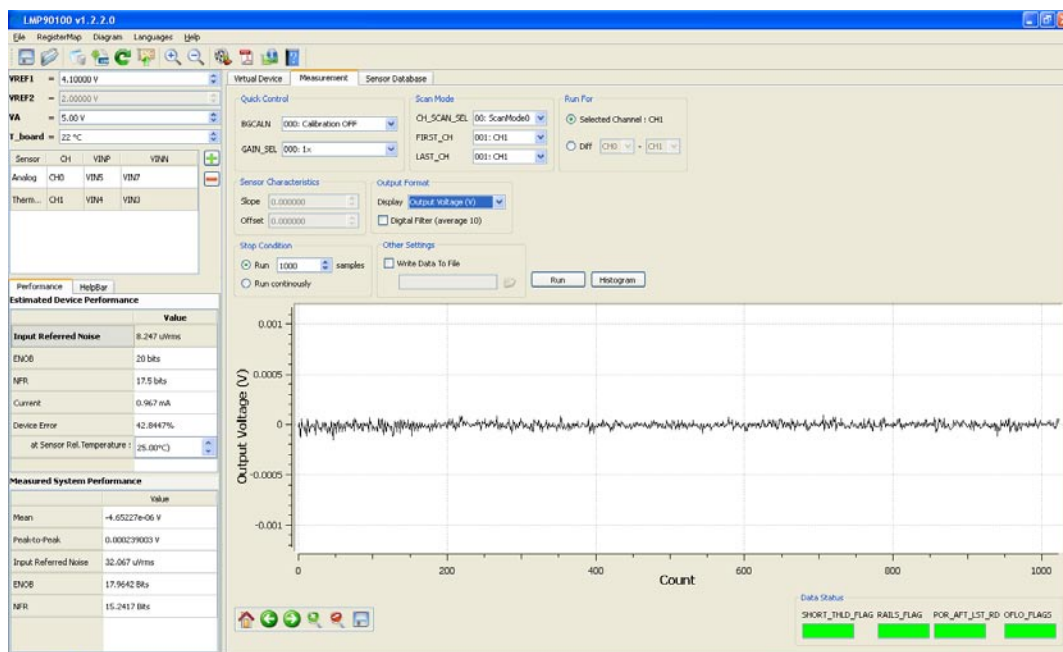 LMP90100 v1.2.2.0
File RegisterMap Diagram Languages Help
VREF1 = 4.10000 V
VREF2 = 2.00000 V
VA = 5.00 V
T_board = 22 °C
Sensor CH VINP VINN
Analog CH0 VIN5 VIN7
Therm... CH1 VIN4 VIN3
Performance HelpBar
Estimated Device Performance
Value
Input Referred Noise 8.247 uVrms
ENOB 20 bits
NFR 17.5 bits
Current 0.967 mA
Device Error 42.8447%
at Sensor Rel.Temperature : 25.00°C)
Measured System Performance
Value
Mean -4.65227e-06 V
Peak-to-Peak 0.000239003 V
Input Referred Noise 32.067 uVrms
ENOB 17.9642 Bits
NFR 15.2417 Bits
Virtual Device Measurement Sensor Database
Quick Control
BGCALN 000: Calibration OFF
GAIN_SEL 000: 1x
Scan Mode
CH_SCAN_SEL 00: ScanMode0
FIRST_CH 001: CH1
LAST_CH 001: CH1
Run For
Selected Channel : CH1
Diff CH0 - CH1
Sensor Characteristics
Slope 0.000000
Offset 0.000000
Output Format
Display Output Voltage (V)
Digital Filter (average 10)
Stop Condition
Run 1000 samples
Run continously
Other Settings
Write Data To File
Run Histogram
0.001
0.0005
0
-0.0005
-0.001
Output Voltage (V)
0 200 400 600 800 1000
Count
Data Status
SHORT_THLD_FLAG RAILS_FLAG POR_AFT_LST_RD OFLO_FLAGS